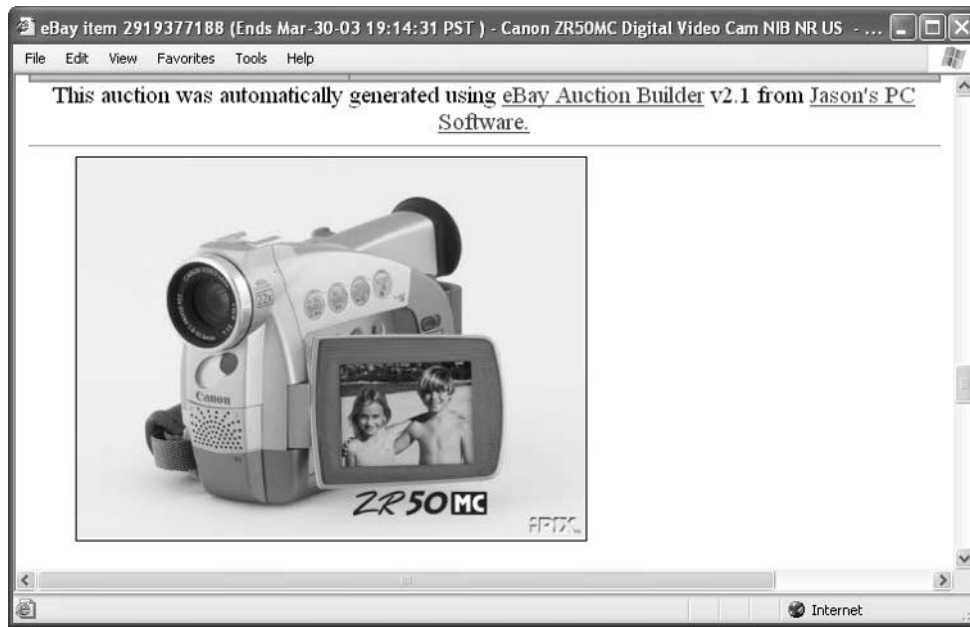 eBay item 2919377188 (Ends Mar-30-03 19:14:31 PST ) - Canon ZR50MC Digital Video Cam NIB NR US - ...
File Edit View Favorites Tools Help
This auction was automatically generated using eBay Auction Builder v2.1 from Jason's PC
Software.
Canon
ZR50MC
iPIX
Internet